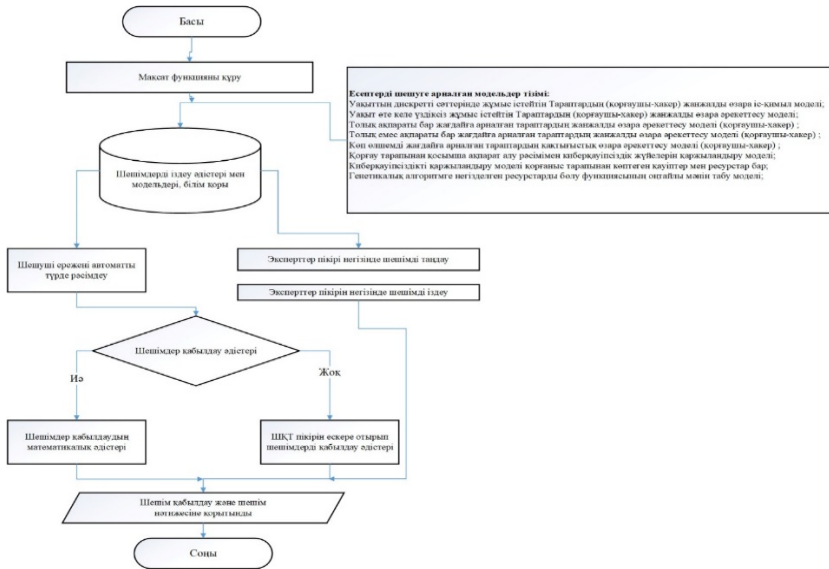 Басы
Мақсат функцияны құру
Есептерді шешуге арналған модельдер тізімі:
Уақыттың дискретті сәттерінде жұмыс істейтін Тараптардың (қорғаушы-хакер) жанжалды өзара іс-қимыл моделі;
Уақыт өте келе үздіксіз жұмыс істейтін Тараптардың (қорғаушы-хакер) жанжалды өзара әрекеттесу моделі;
Толық ақпараты бар жағдайға арналған тараптардың жанжалды өзара әрекеттесу моделі (қорғаушы-хакер) ;
Толық емес ақпараты бар жағдайға арналған тараптардың жанжалды өзара әрекеттесу моделі (қорғаушы-хакер) ;
Көп өлшемді жағдайға арналған тараптардың қақтығыстық өзара әрекеттесу моделі (қорғаушы-хакер) ;
Қорғау тарапынан қосымша ақпарат алу рәсімімен киберқауіпсіздік жүйелерін қаржыландыру моделі;
Киберқауіпсіздікті қаржыландыру моделі қорғаныс тарапынан көптеген қауіптер мен ресурстар бар;
Генетикалық алгоритмге негізделген ресурстарды бөлу функциясының оңтайлы мәнін табу моделі;
Шешімдерді іздеу әдістері мен
модельдері, білім қоры
Шешуші ережені автоматты
түрде рәсімдеу
Эксперттер пікірі негізінде шешімді таңдау
Эксперттер пікірін негізінде шешімді іздеу
Шешімдер қабылдау әдістері
Иә
Жоқ
Шешімдер қабылдаудың
математикалық әдістері
ШҚТ пікірін ескере отырып
шешімдерді қабылдау әдістері
Шешім қабылдау және шешім
нәтижесіне қорытынды
Соңы